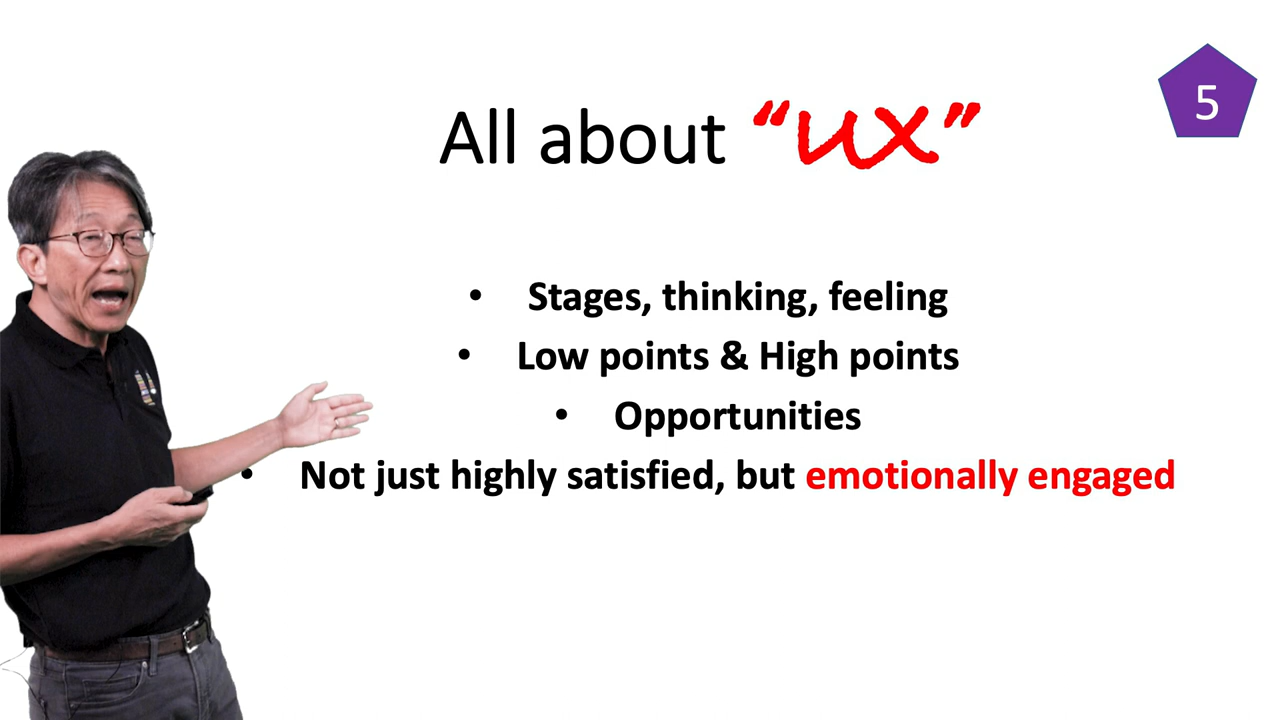 5
All about “UX”
• Stages, thinking, feeling
• Low points & High points
• Opportunities
• Not just highly satisfied, but emotionally engaged